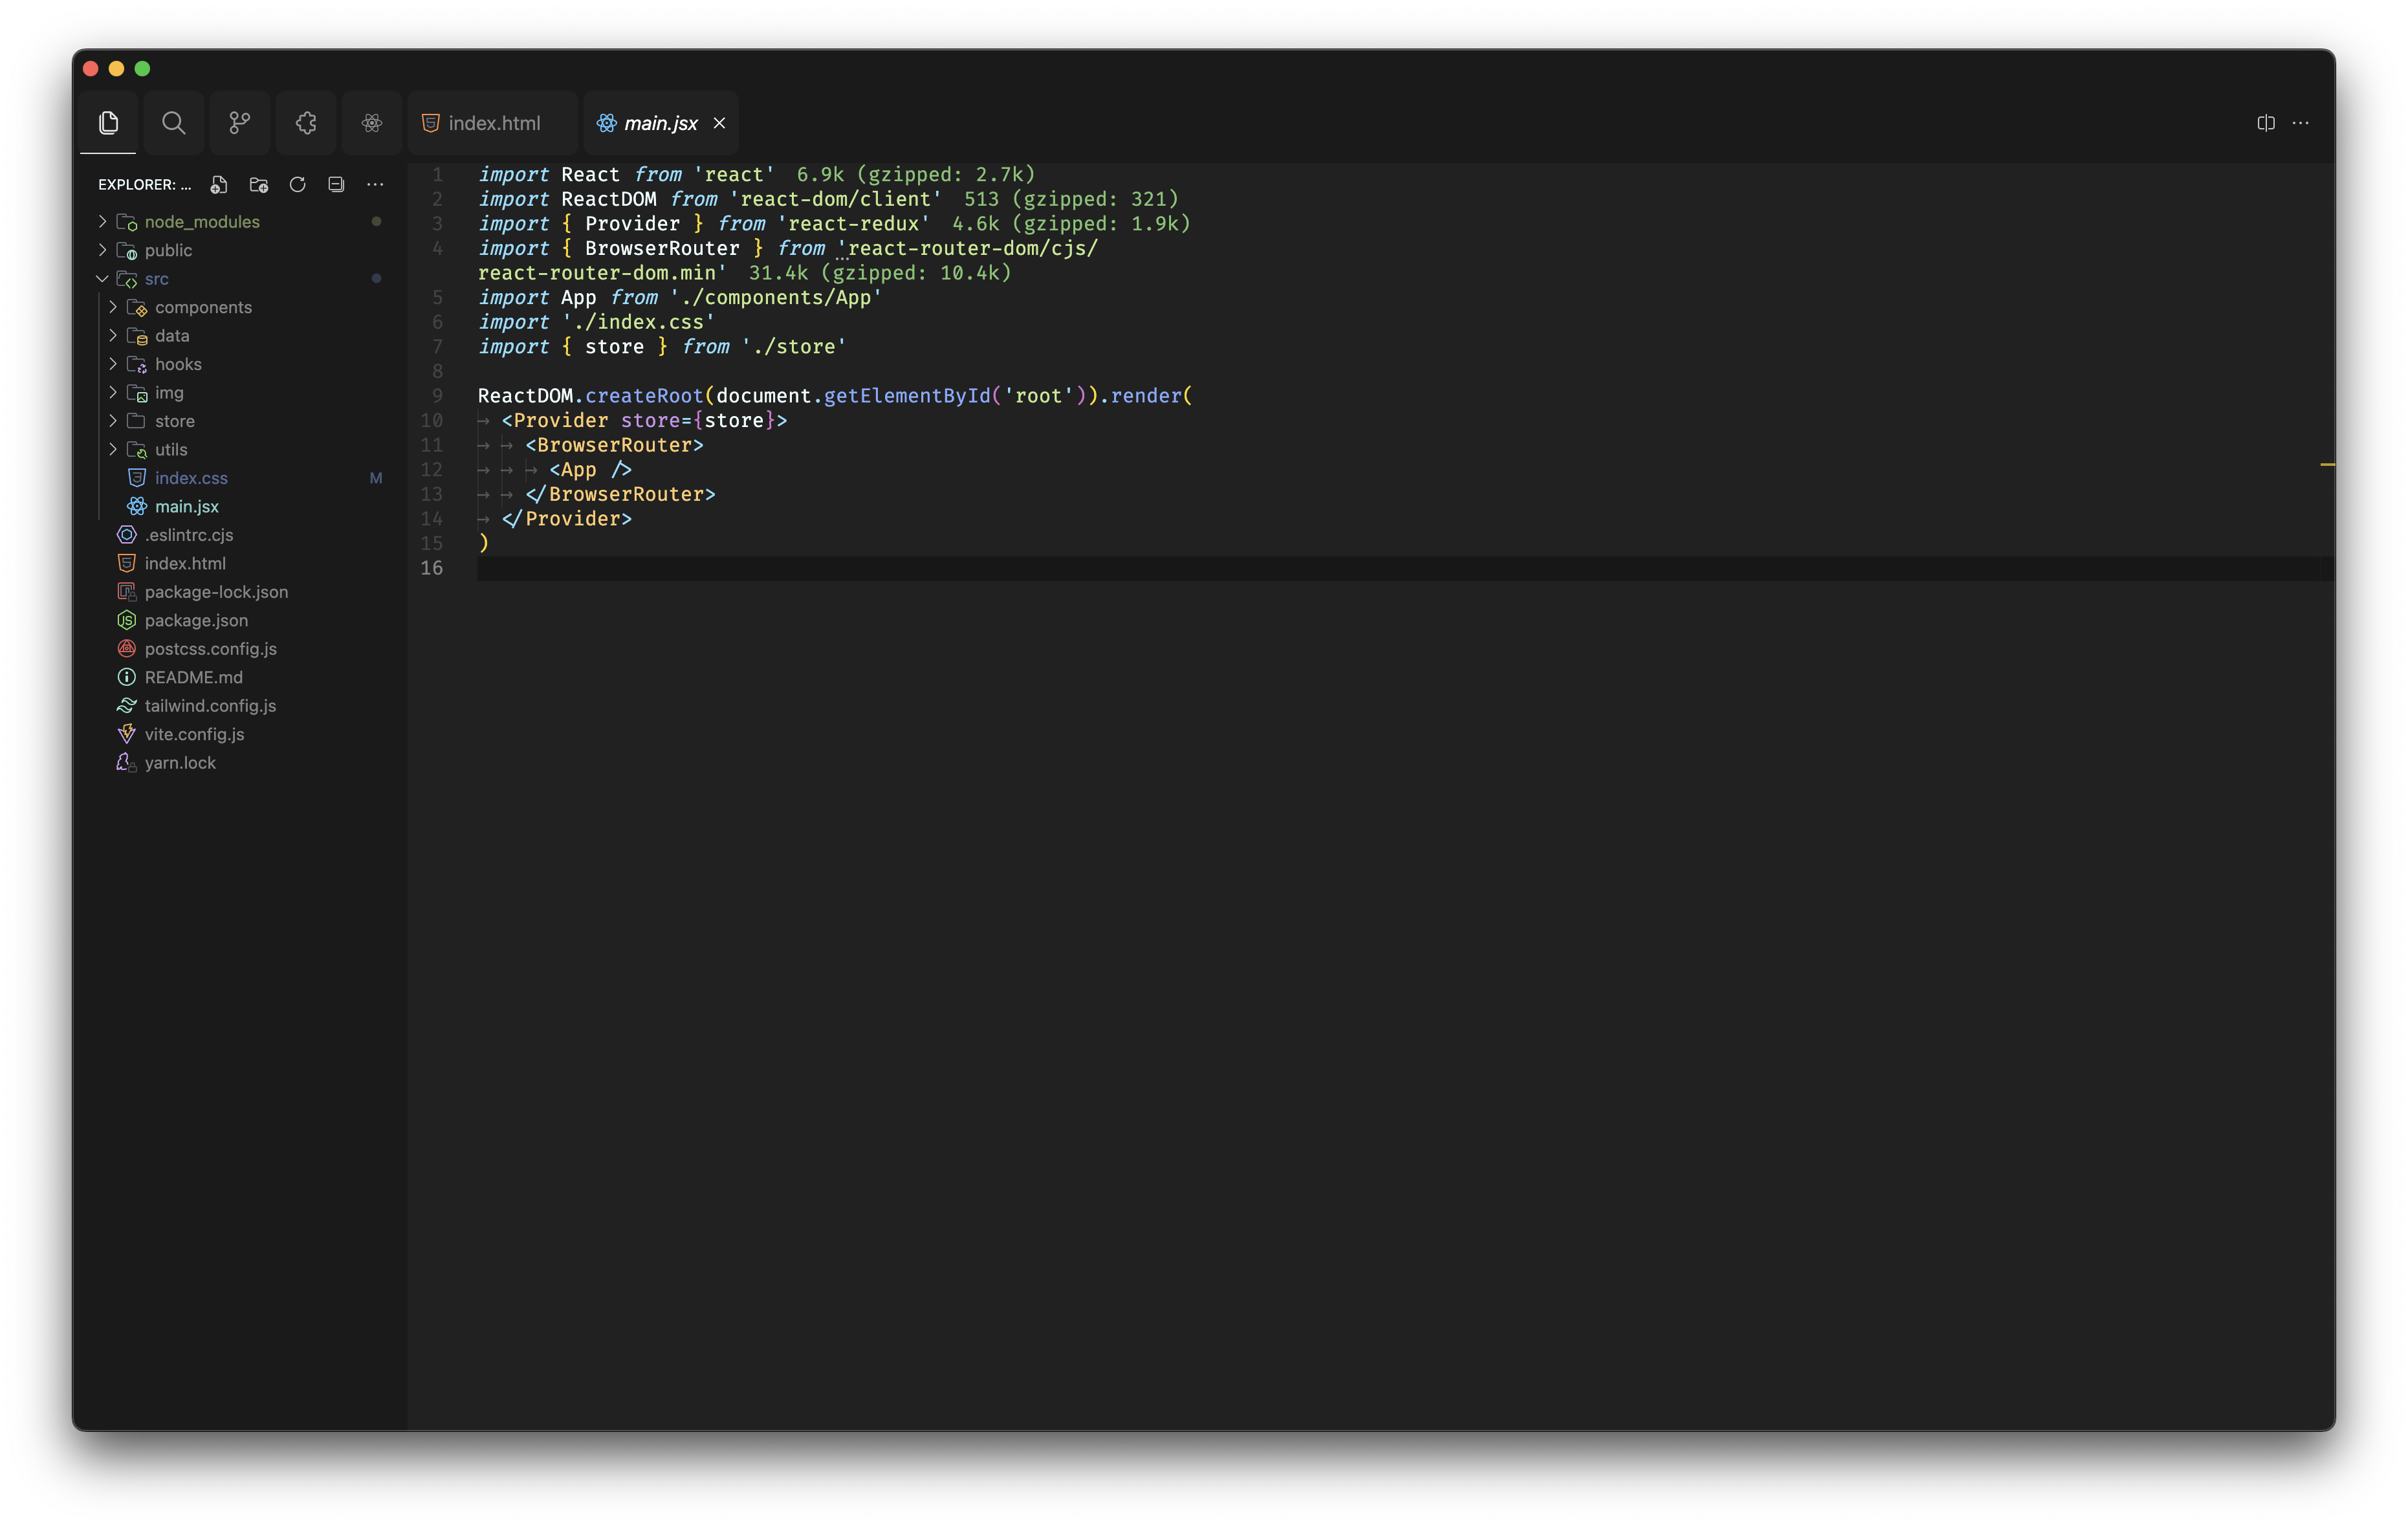 index.html
main.jsx
EXPLORER: ...
node_modules
public
src
components
data
hooks
img
store
utils
index.css M
main.jsx
.eslintrc.cjs
index.html
package-lock.json
package.json
postcss.config.js
README.md
tailwind.config.js
vite.config.js
yarn.lock
1 import React from 'react' 6.9k (gzipped: 2.7k)
2 import ReactDOM from 'react-dom/client' 513 (gzipped: 321)
3 import { Provider } from 'react-redux' 4.6k (gzipped: 1.9k)
4 import { BrowserRouter } from 'react-router-dom/cjs/
react-router-dom.min' 31.4k (gzipped: 10.4k)
5 import App from './components/App'
6 import './index.css'
7 import { store } from './store'
8
9 ReactDOM.createRoot(document.getElementById('root')).render(
10 <Provider store={store}>
11 <BrowserRouter>
12 <App />
13 </BrowserRouter>
14 </Provider>
15 )
16